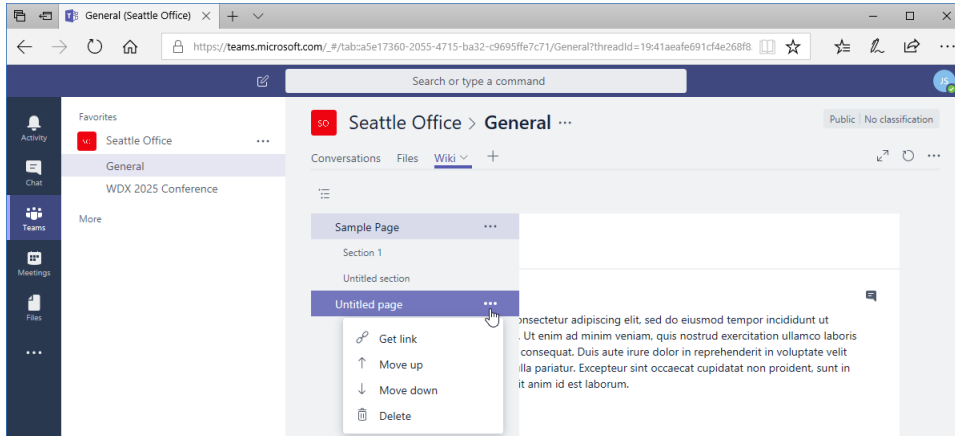 General (Seattle Office)
https://teams.microsoft.com/_#/tab:a5e17360-2055-4715-ba32-c9695ffe7c71/General?threadId=19:41aeafe691cf4e268f8.
Search or type a command
JS
Activity
Chat
Teams
Meetings
Files
Favorites
SO Seattle Office
General
WDX 2025 Conference
More
SO Seattle Office > General
Public No classification
Conversations Files Wiki
Sample Page
Section 1
Untitled section
Untitled page
Get link
Move up
Move down
Delete
onsectetur adipiscing elit, sed do eiusmod tempor incididunt ut
. Ut enim ad minim veniam, quis nostrud exercitation ullamco laboris
consequat. Duis aute irure dolor in reprehenderit in voluptate velit
lla pariatur. Excepteur sint occaecat cupidatat non proident, sunt in
it anim id est laborum.